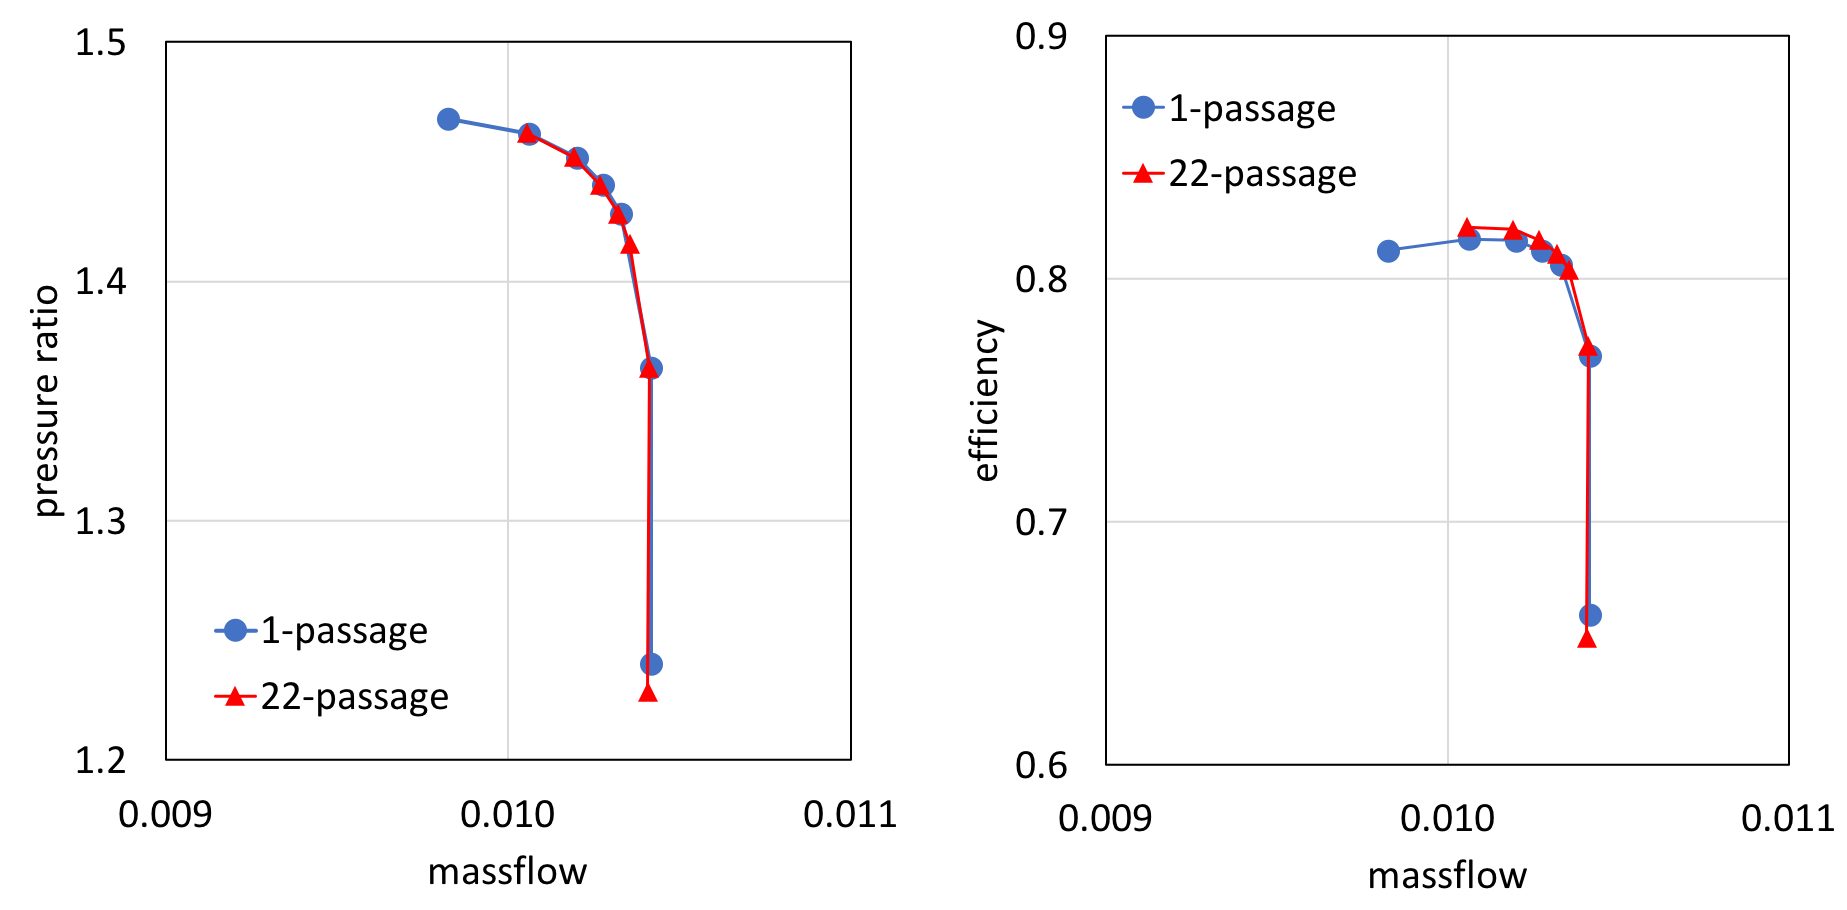 1.5
1.4
1.3
1.2
pressure ratio
1-passage
22-passage
0.009
0.010
0.011
massflow
0.9
0.8
0.7
0.6
efficiency
1-passage
22-passage
0.009
0.010
0.011
massflow